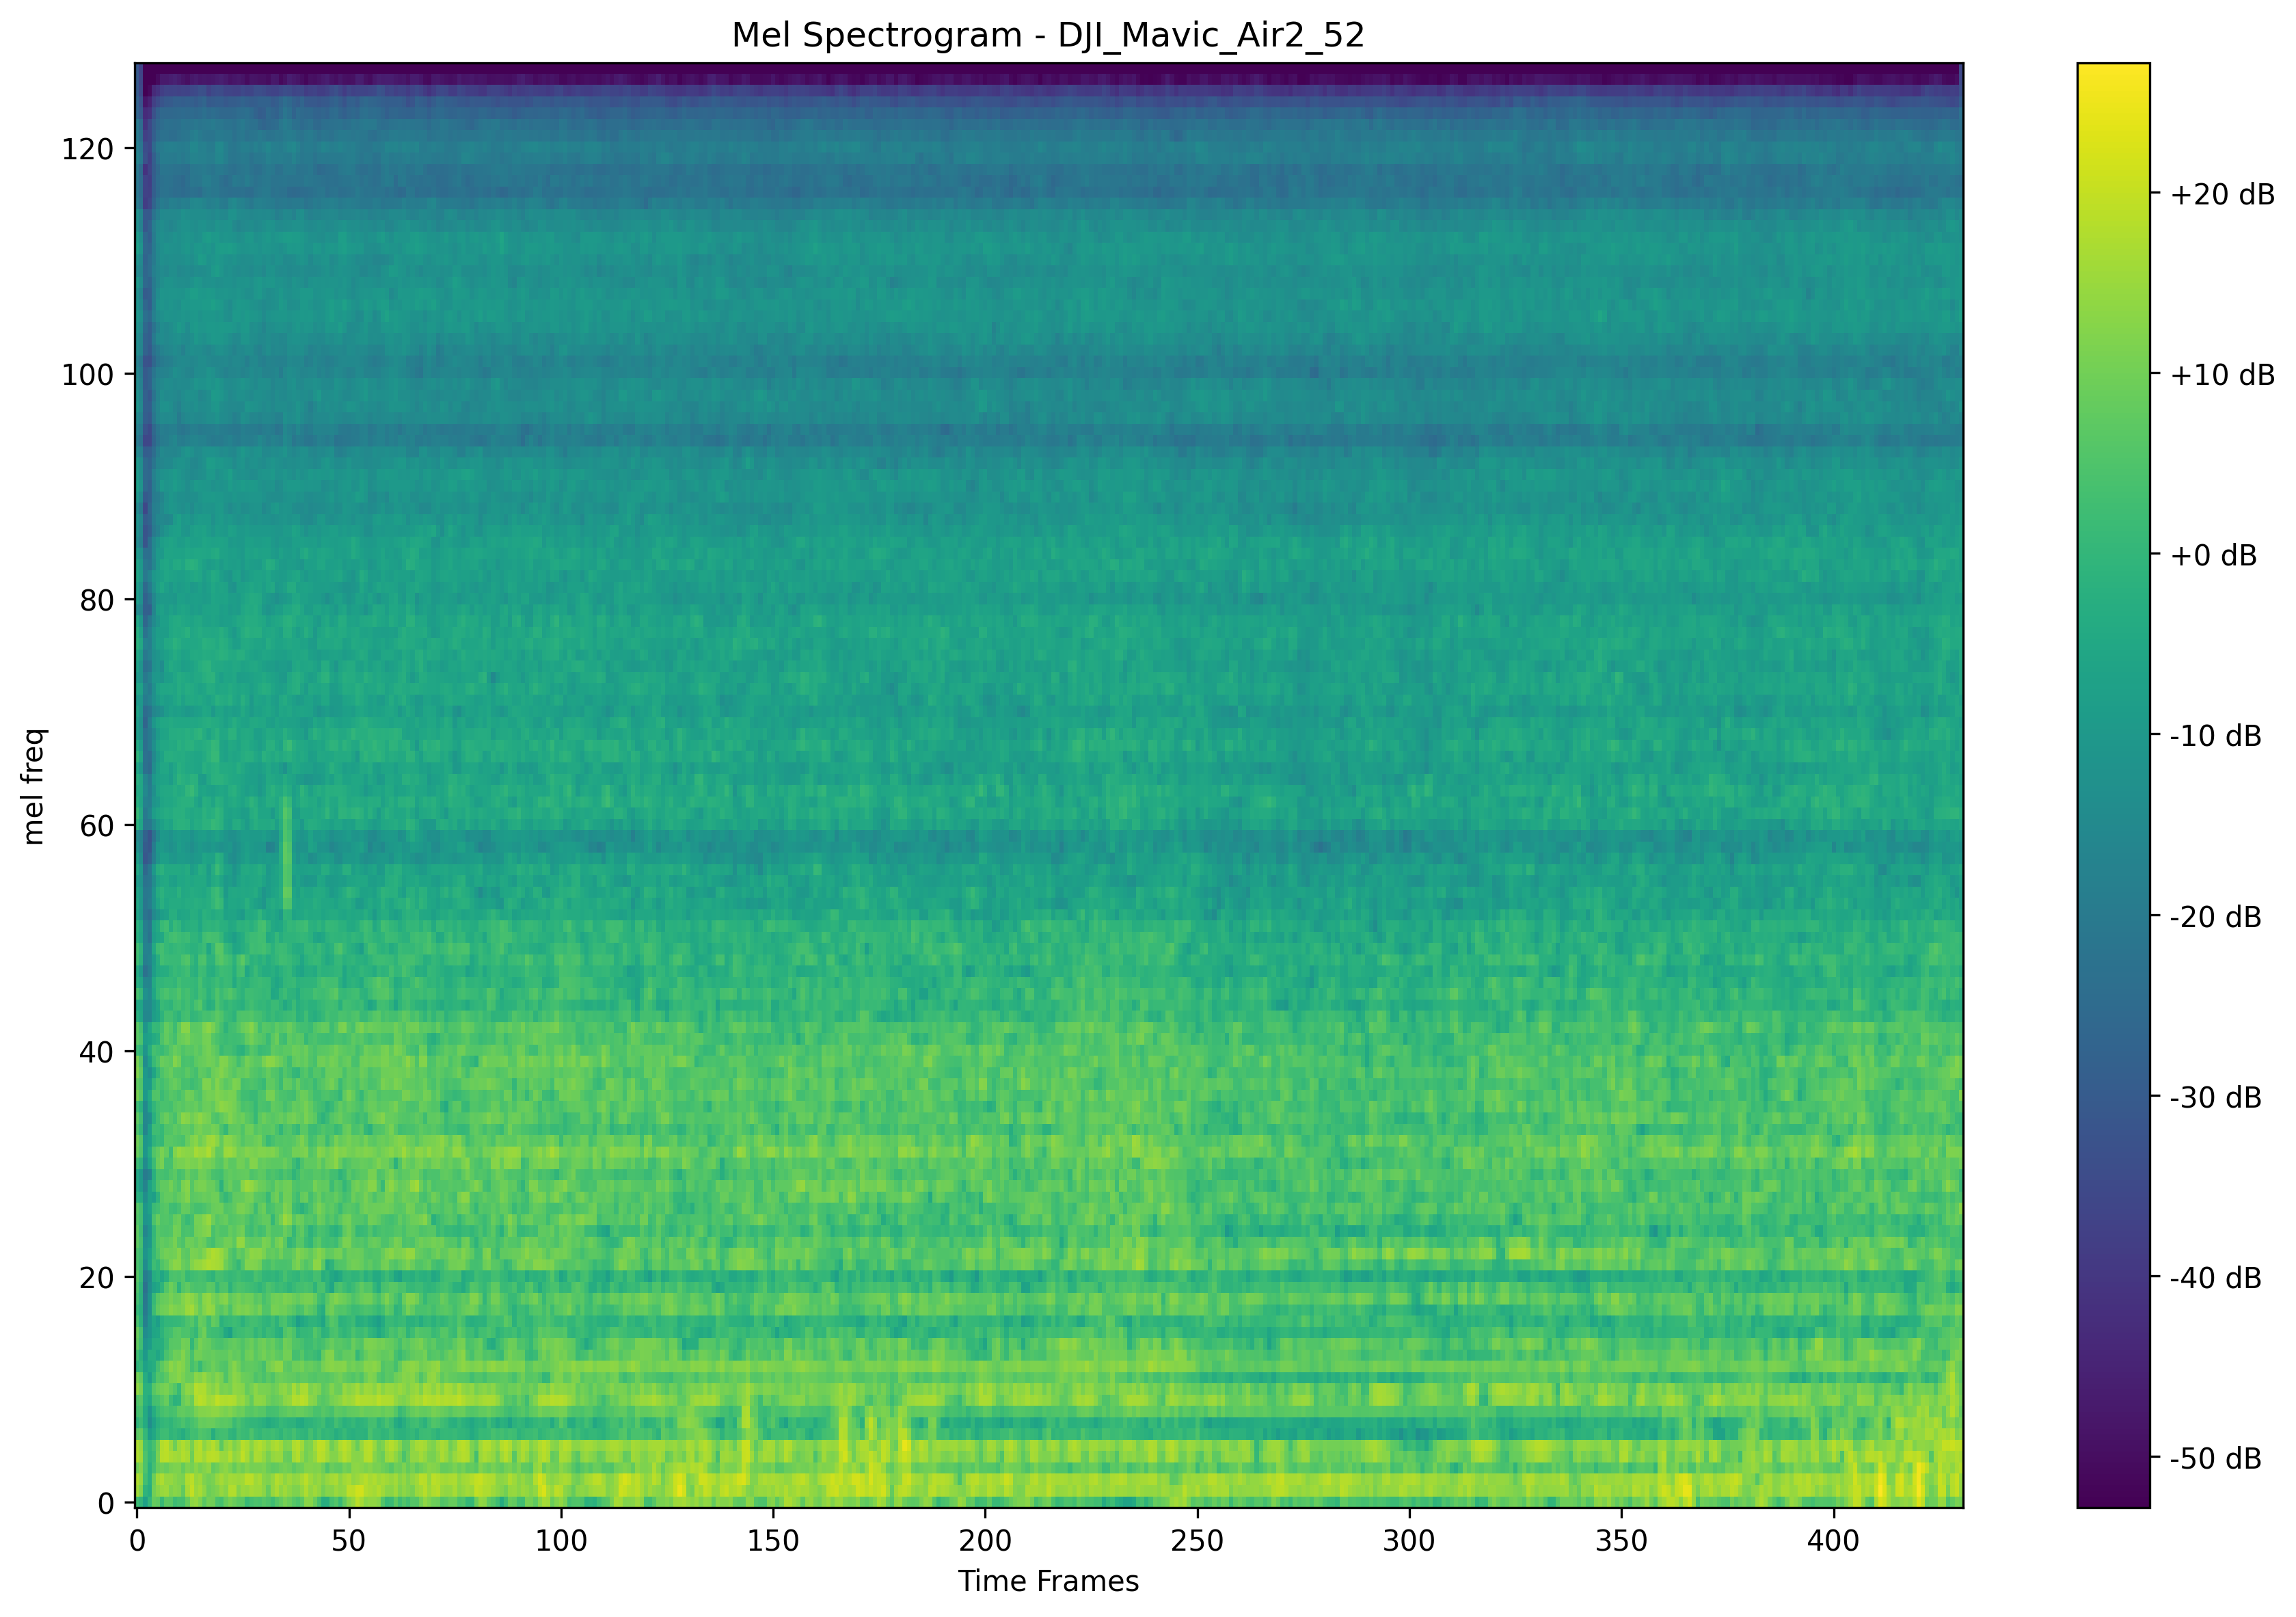 Mel Spectrogram - DJI_Mavic_Air2_52
mel freq
120
100
80
60
40
20
0
0 50 100 150 200 250 300 350 400
Time Frames
+20 dB
+10 dB
+0 dB
-10 dB
-20 dB
-30 dB
-40 dB
-50 dB